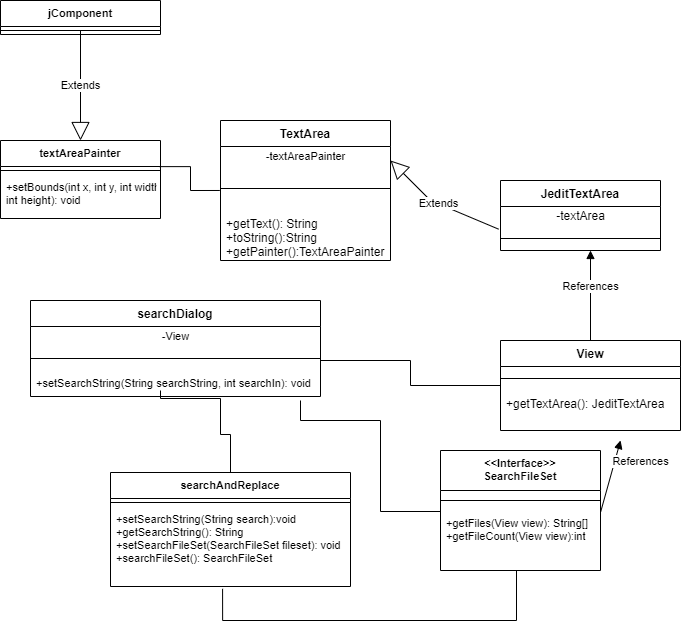 jComponent
Extends
textAreaPainter
+setBounds(int x, int y, int width
int height): void
TextArea
-textAreaPainter
+getText(): String
+toString():String
+getPainter():TextAreaPainter
Extends
JeditTextArea
-textArea
References
searchDialog
-View
+setSearchString(String searchString, int searchIn): void
View
+getTextArea(): JeditTextArea
References
<<Interface>>
SearchFileSet
+getFiles(View view): String[]
+getFileCount(View view):int
searchAndReplace
+setSearchString(String search):void
+getSearchString(): String
+setSearchFileSet(SearchFileSet fileset): void
+searchFileSet(): SearchFileSet